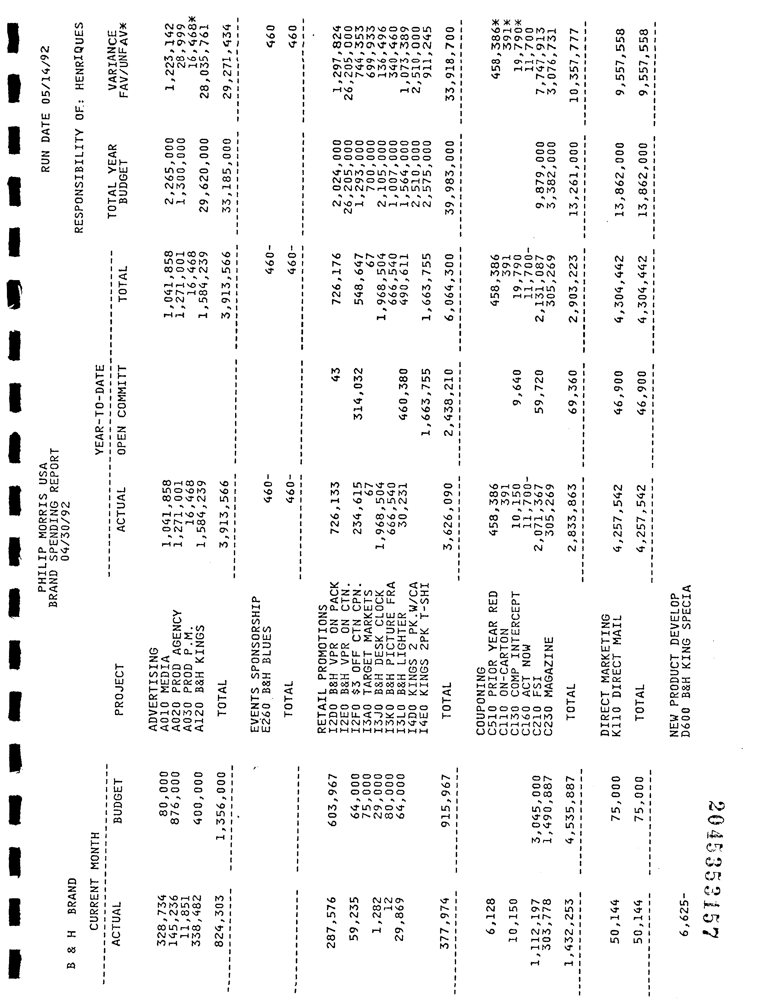 PHILIP MORRIS USA RUN DATE 05/14/92
BRAND SPENDING REPORT
B & H BRAND 04/30/92 RESPONSIBILITY OF: HENRIQUES
CURRENT MONTH YEAR-TO-DATE
ACTUAL BUDGET PROJECT ACTUAL OPEN COMMITT TOTAL TOTAL YEAR BUDGET VARIANCE FAV/UNFAV*
ADVERTISING
328,734 80,000 A010 MEDIA 1,041,858 1,041,858 2,265,000 1,223,142
145,236 876,000 A020 PROD AGENCY 1,271,001 1,271,001 1,300,000 28,999
11,851 A030 PROD P.M. 16,468 16,468 16,468*
338,482 400,000 A120 B&H KINGS 1,584,239 1,584,239 29,620,000 28,035,761
824,303 1,356,000 TOTAL 3,913,566 3,913,566 33,185,000 29,271,434
EVENTS SPONSORSHIP
E260 B&H BLUES 460- 460- 460
TOTAL 460- 460- 460
RETAIL PROMOTIONS
287,576 603,967 I2D0 B&H VPR ON PACK 726,133 43 726,176 2,024,000 1,297,824
I2E0 B&H VPR ON CTN. 26,205,000 26,205,000
59,235 64,000 I2F0 $3 OFF CTN CPN. 234,615 314,032 548,647 1,293,000 744,353
75,000 I3A0 TARGET MARKETS 67 67 700,000 699,933
1,282 29,000 I3J0 B&H DESK CLOCK 1,968,504 1,968,504 2,105,000 136,496
12 80,000 I3K0 B&H PICTURE FRA 666,540 666,540 1,007,000 340,460
29,869 64,000 I3L0 B&H LIGHTER 30,231 460,380 490,611 1,564,000 1,073,389
I4D0 KINGS 2 PK.W/CA 2,510,000 2,510,000
I4E0 KINGS 2PK T-SHI 1,663,755 1,663,755 2,575,000 911,245
377,974 915,967 TOTAL 3,626,090 2,438,210 6,064,300 39,983,000 33,918,700
COUPONING
6,128 C510 PRIOR YEAR RED 458,386 458,386 458,386*
C110 ON-CARTON 391 391 391*
10,150 C130 COMP INTERCEPT 10,150 9,640 19,790 19,790*
C160 ACT NOW 11,700- 11,700- 11,700
1,112,197 3,045,000 C210 FSI 2,071,367 59,720 2,131,087 9,879,000 7,747,913
303,778 1,490,887 C230 MAGAZINE 305,269 305,269 3,382,000 3,076,731
1,432,253 4,535,887 TOTAL 2,833,863 69,360 2,903,223 13,261,000 10,357,777
DIRECT MARKETING
50,144 75,000 K110 DIRECT MAIL 4,257,542 46,900 4,304,442 13,862,000 9,557,558
50,144 75,000 TOTAL 4,257,542 46,900 4,304,442 13,862,000 9,557,558
NEW PRODUCT DEVELOP
6,625- D600 B&H KING SPECIA
2045353157